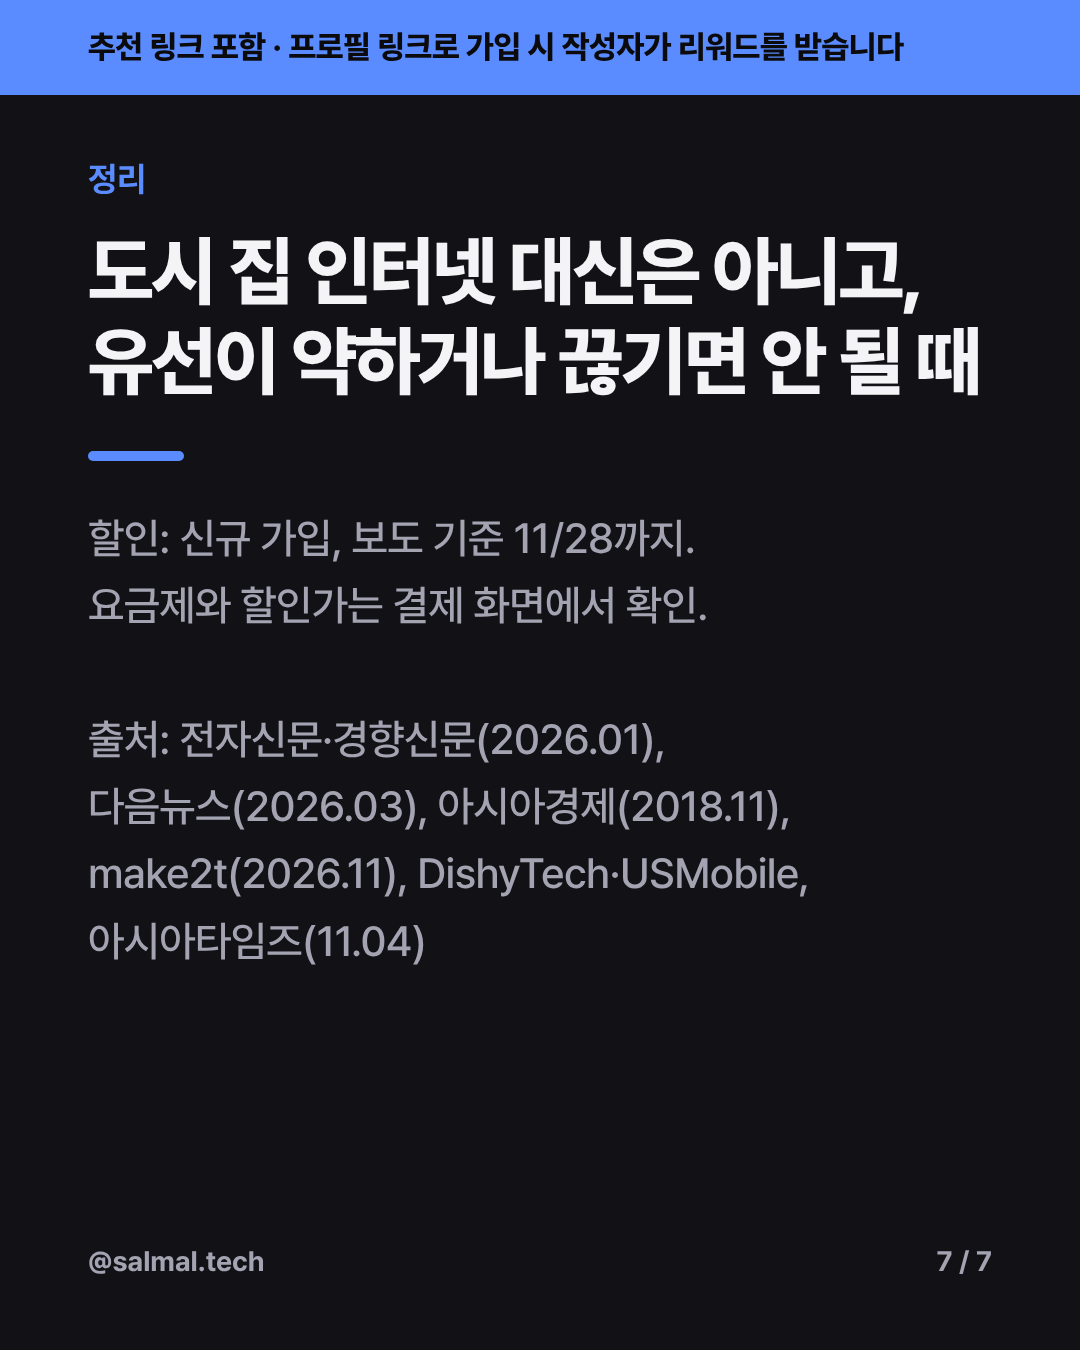 추천 링크 포함 · 프로필 링크로 가입 시 작성자가 리워드를 받습니다
정리
도시 집 인터넷 대신은 아니고,
유선이 약하거나 끊기면 안 될 때
할인: 신규 가입, 보도 기준 11/28까지.
요금제와 할인가는 결제 화면에서 확인.
출처: 전자신문·경향신문(2026.01),
다음뉴스(2026.03), 아시아경제(2018.11),
make2t(2026.11), DishyTech·USMobile,
아시아타임즈(11.04)
@salmal.tech
7 / 7